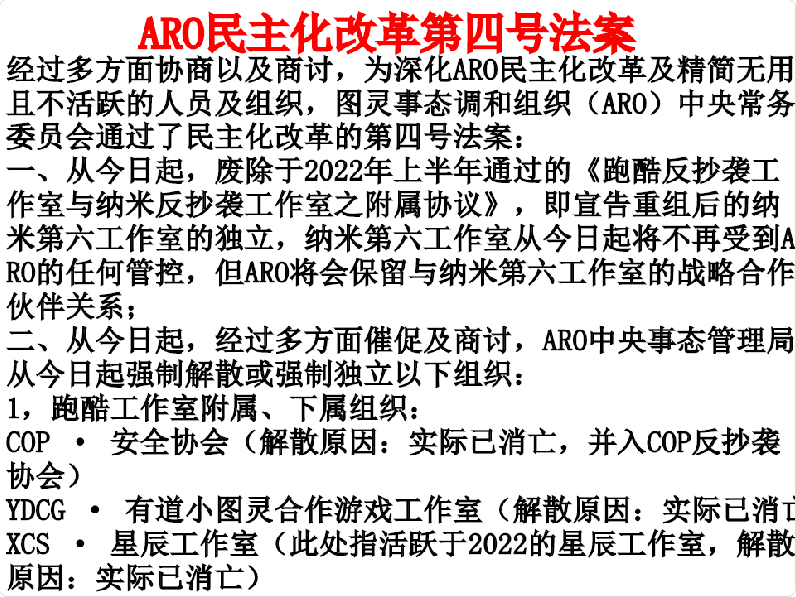 ARO民主化改革第四号法案
经过多方面协商以及商讨，为深化ARO民主化改革及精简无用
且不活跃的人员及组织，图灵事态调和组织（ARO）中央常务
委员会通过了民主化改革的第四号法案：
一、从今日起，废除于2022年上半年通过的《跑酷反抄袭工
作室与纳米反抄袭工作室之附属协议》，即宣告重组后的纳
米第六工作室的独立，纳米第六工作室从今日起将不再受到A
RO的任何管控，但ARO将会保留与纳米第六工作室的战略合作
伙伴关系；
二、从今日起，经过多方面催促及商讨，ARO中央事态管理局
从今日起强制解散或强制独立以下组织：
1，跑酷工作室附属、下属组织：
COP · 安全协会（解散原因：实际已消亡，并入COP反抄袭
协会）
YDCG · 有道小图灵合作游戏工作室（解散原因：实际已消亡
XCS · 星辰工作室（此处指活跃于2022的星辰工作室，解散
原因：实际已消亡）